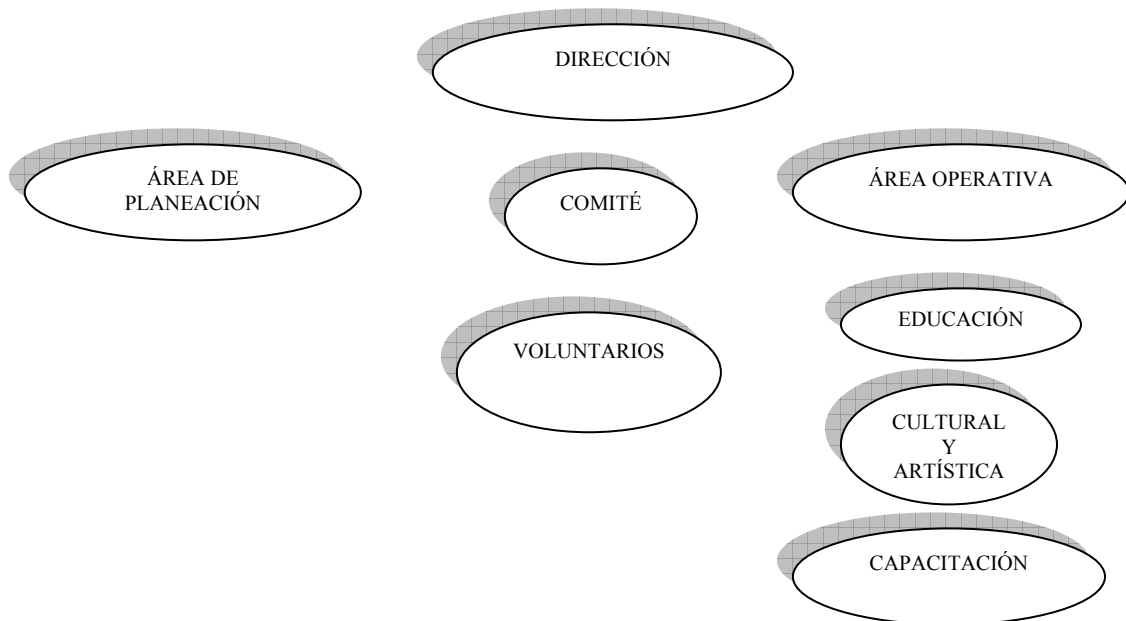 DIRECCIÓN
ÁREA DE
PLANEACIÓN
COMITÉ
ÁREA OPERATIVA
VOLUNTARIOS
EDUCACIÓN
CULTURAL
Y
ARTÍSTICA
CAPACITACIÓN